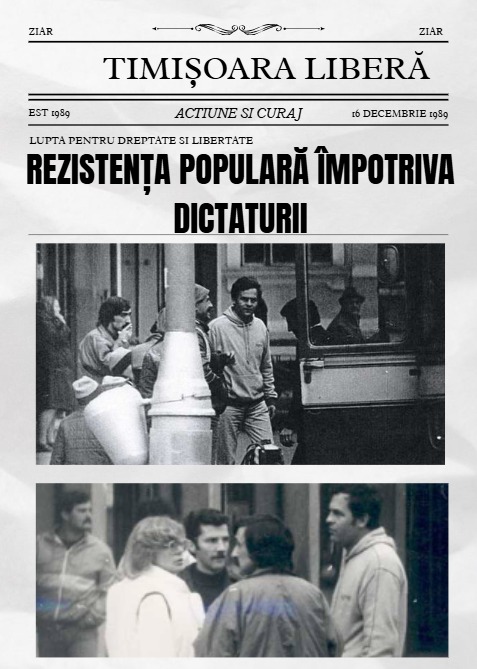 ZIAR ZIAR
TIMIȘOARA LIBERĂ
EST 1989 ACTIUNE SI CURAJ 16 DECEMBRIE 1989
LUPTA PENTRU DREPTATE SI LIBERTATE
REZISTENȚA POPULARĂ ÎMPOTRIVA
DICTATURII